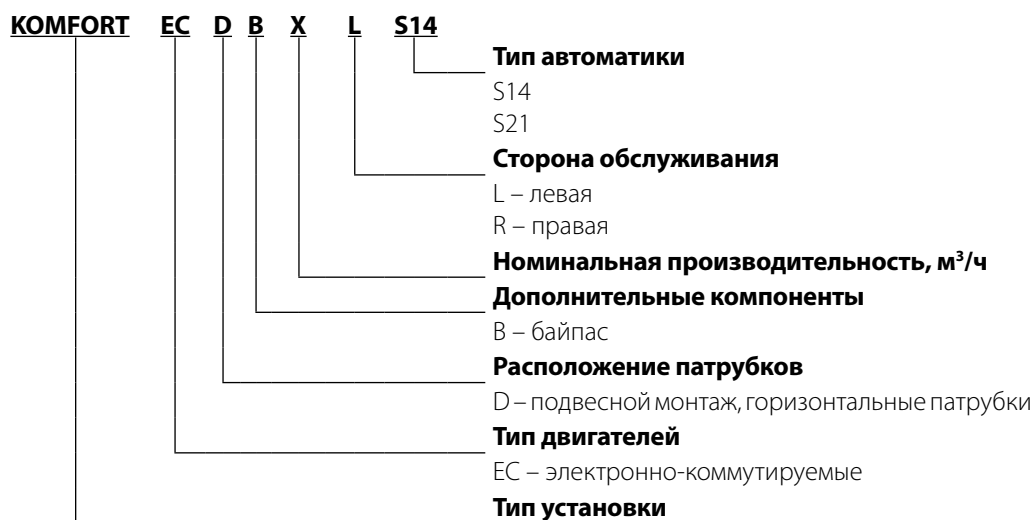 KOMFORT EC D B X L S14
Тип автоматики
S14
S21
Сторона обслуживания
L – левая
R – правая
Номинальная производительность, м³/ч
Дополнительные компоненты
В – байпас
Расположение патрубков
D – подвесной монтаж, горизонтальные патрубки
Тип двигателей
ЕС – электронно-коммутируемые
Тип установки